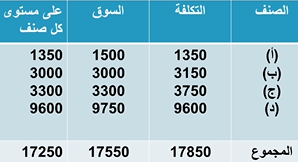 الصنف التكلفة السوق على مستوى كل صنف
(أ) 1350 1500 1350
(ب) 3150 3000 3000
(ج) 3750 3300 3300
(د) 9600 9750 9600
المجموع 17850 17550 17250